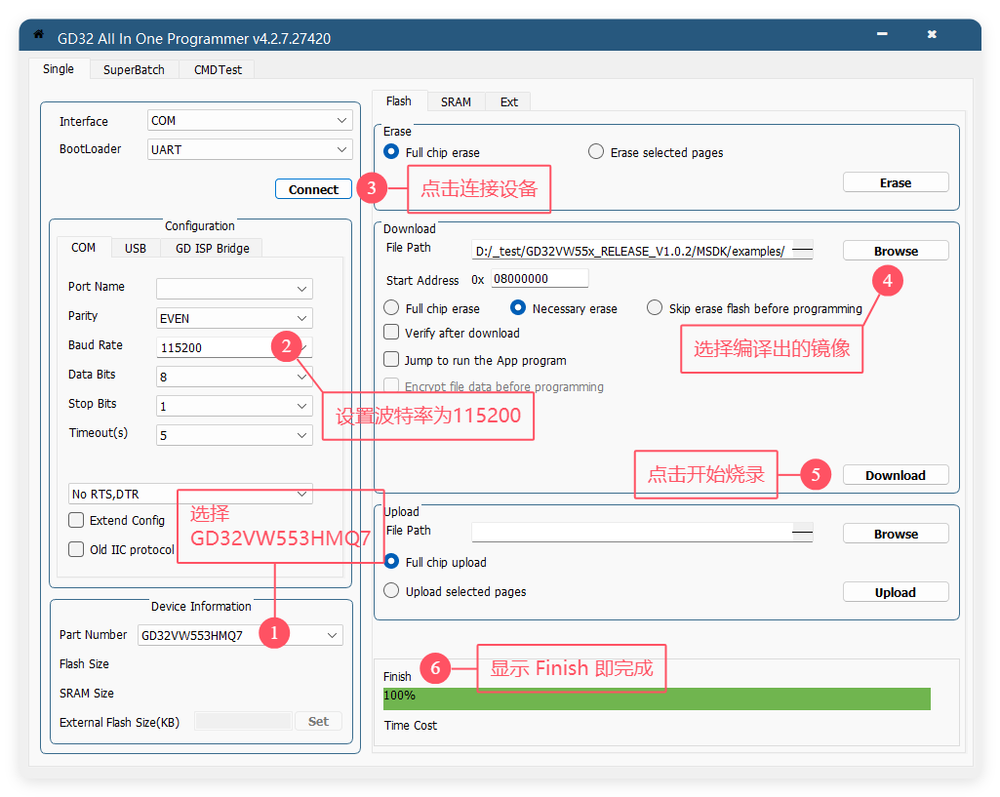 GD32 All In One Programmer v4.2.7.27420
Single
SuperBatch
CMDTest
Interface
COM
BootLoader
UART
Connect
3
点击连接设备
Configuration
COM
USB
GD ISP Bridge
Port Name
Parity
EVEN
Baud Rate
115200
2
设置波特率为115200
Data Bits
8
Stop Bits
1
Timeout(s)
5
No RTS,DTR
Extend Config
Old IIC protocol
选择
GD32VW553HMQ7
Device Information
Part Number
GD32VW553HMQ7
1
Flash Size
SRAM Size
External Flash Size(KB)
Set
Flash
SRAM
Ext
Erase
Full chip erase
Erase selected pages
Erase
Download
File Path
D:/_test/GD32VW55x_RELEASE_V1.0.2/MSDK/examples/
Browse
4
选择编译出的镜像
Start Address
0x
08000000
Full chip erase
Necessary erase
Skip erase flash before programming
Verify after download
Jump to run the App program
Encrypt file data before programming
点击开始烧录
5
Download
Upload
File Path
Browse
Full chip upload
Upload selected pages
Upload
Finish
6
显示 Finish 即完成
100%
Time Cost